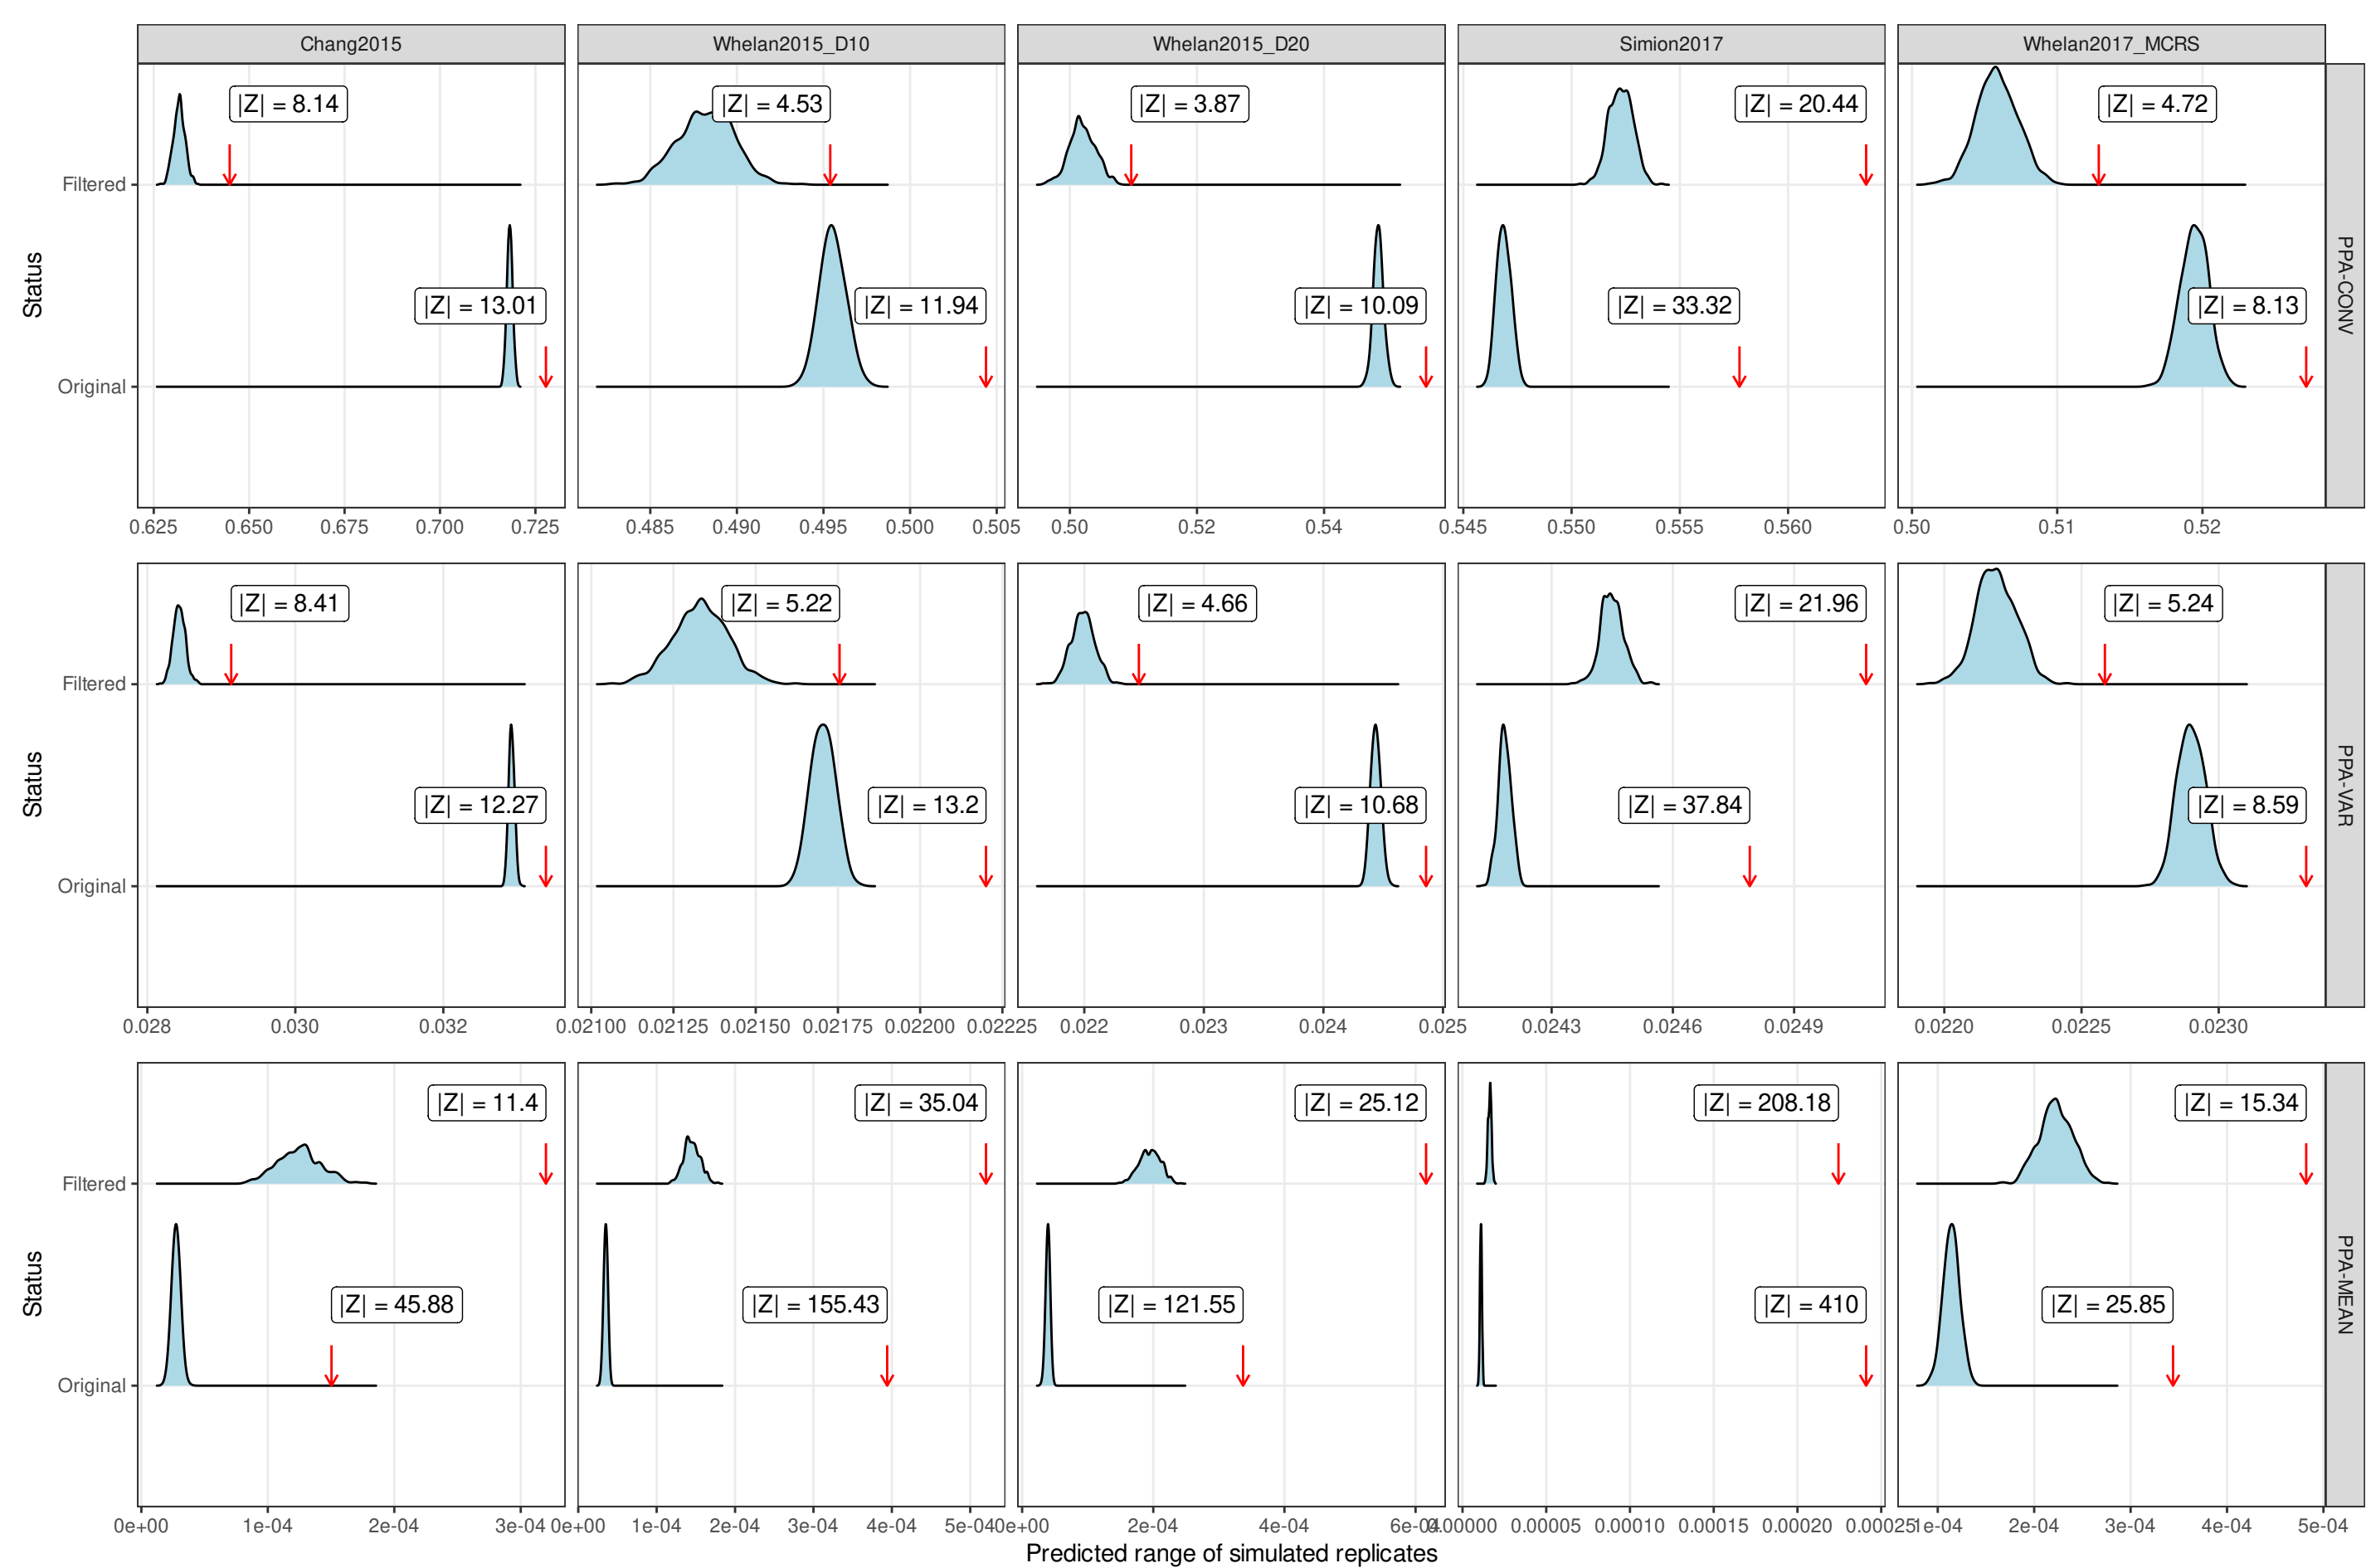 Chang2015 Whelan2015_D10 Whelan2015_D20 Simion2017 Whelan2017_MCRS
|Z| = 8.14 |Z| = 4.53 |Z| = 3.87 |Z| = 20.44 |Z| = 4.72
Filtered
|Z| = 13.01 |Z| = 11.94 |Z| = 10.09 |Z| = 33.32 |Z| = 8.13
Original
Status
PPA-CONV
0.625 0.650 0.675 0.700 0.725 0.485 0.490 0.495 0.500 0.505 0.50 0.52 0.54 0.545 0.550 0.555 0.560 0.50 0.51 0.52
|Z| = 8.41 |Z| = 5.22 |Z| = 4.66 |Z| = 21.96 |Z| = 5.24
Filtered
|Z| = 12.27 |Z| = 13.2 |Z| = 10.68 |Z| = 37.84 |Z| = 8.59
Original
Status
PPA-VAR
0.028 0.030 0.032 0.02100 0.02125 0.02150 0.02175 0.02200 0.02225 0.022 0.023 0.024 0.025 0.0243 0.0246 0.0249 0.0220 0.0225 0.0230
|Z| = 11.4 |Z| = 35.04 |Z| = 25.12 |Z| = 208.18 |Z| = 15.34
Filtered
|Z| = 45.88 |Z| = 155.43 |Z| = 121.55 |Z| = 410 |Z| = 25.85
Original
Status
PPA-MEAN
0e+00 1e-04 2e-04 3e-04 0e+00 1e-04 2e-04 3e-04 4e-04 5e-04 0e+00 2e-04 4e-04 6e-04 0.00000 0.00005 0.00010 0.00015 0.00020 0.00025 1e-04 2e-04 3e-04 4e-04 5e-04
Predicted range of simulated replicates